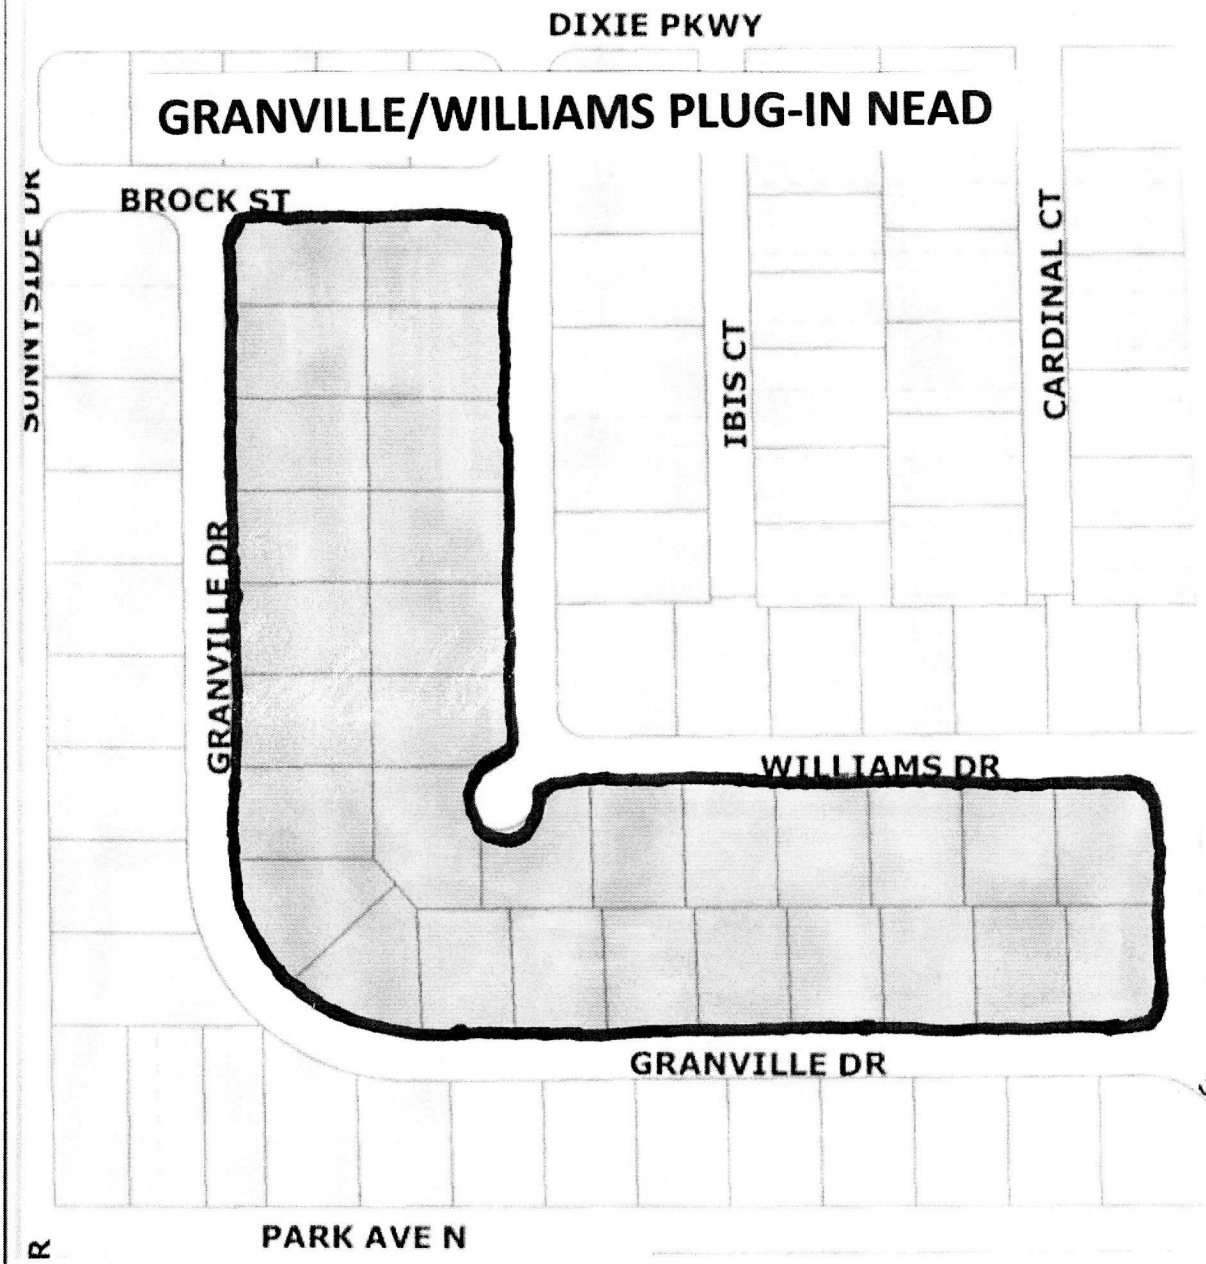 DIXIE PKWY
GRANVILLE/WILLIAMS PLUG-IN NEAD
BROCK ST
SUNNYSIDE DR
CARDINAL CT
IBIS CT
GRANVILLE DR
WILLIAMS DR
GRANVILLE DR
PARK AVE N
R